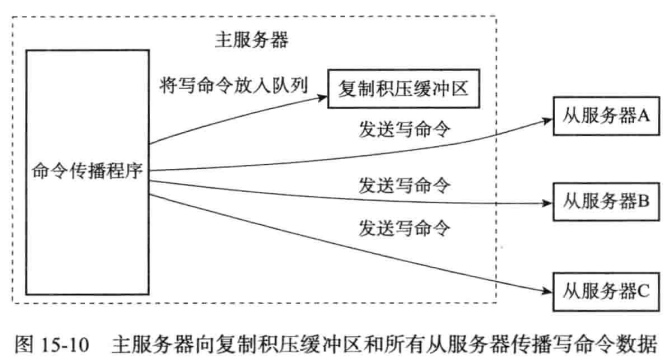 主服务器
将写命令放入队列
复制积压缓冲区
发送写命令
从服务器A
命令传播程序
发送写命令
从服务器B
发送写命令
从服务器C
图 15-10 主服务器向复制积压缓冲区和所有从服务器传播写命令数据